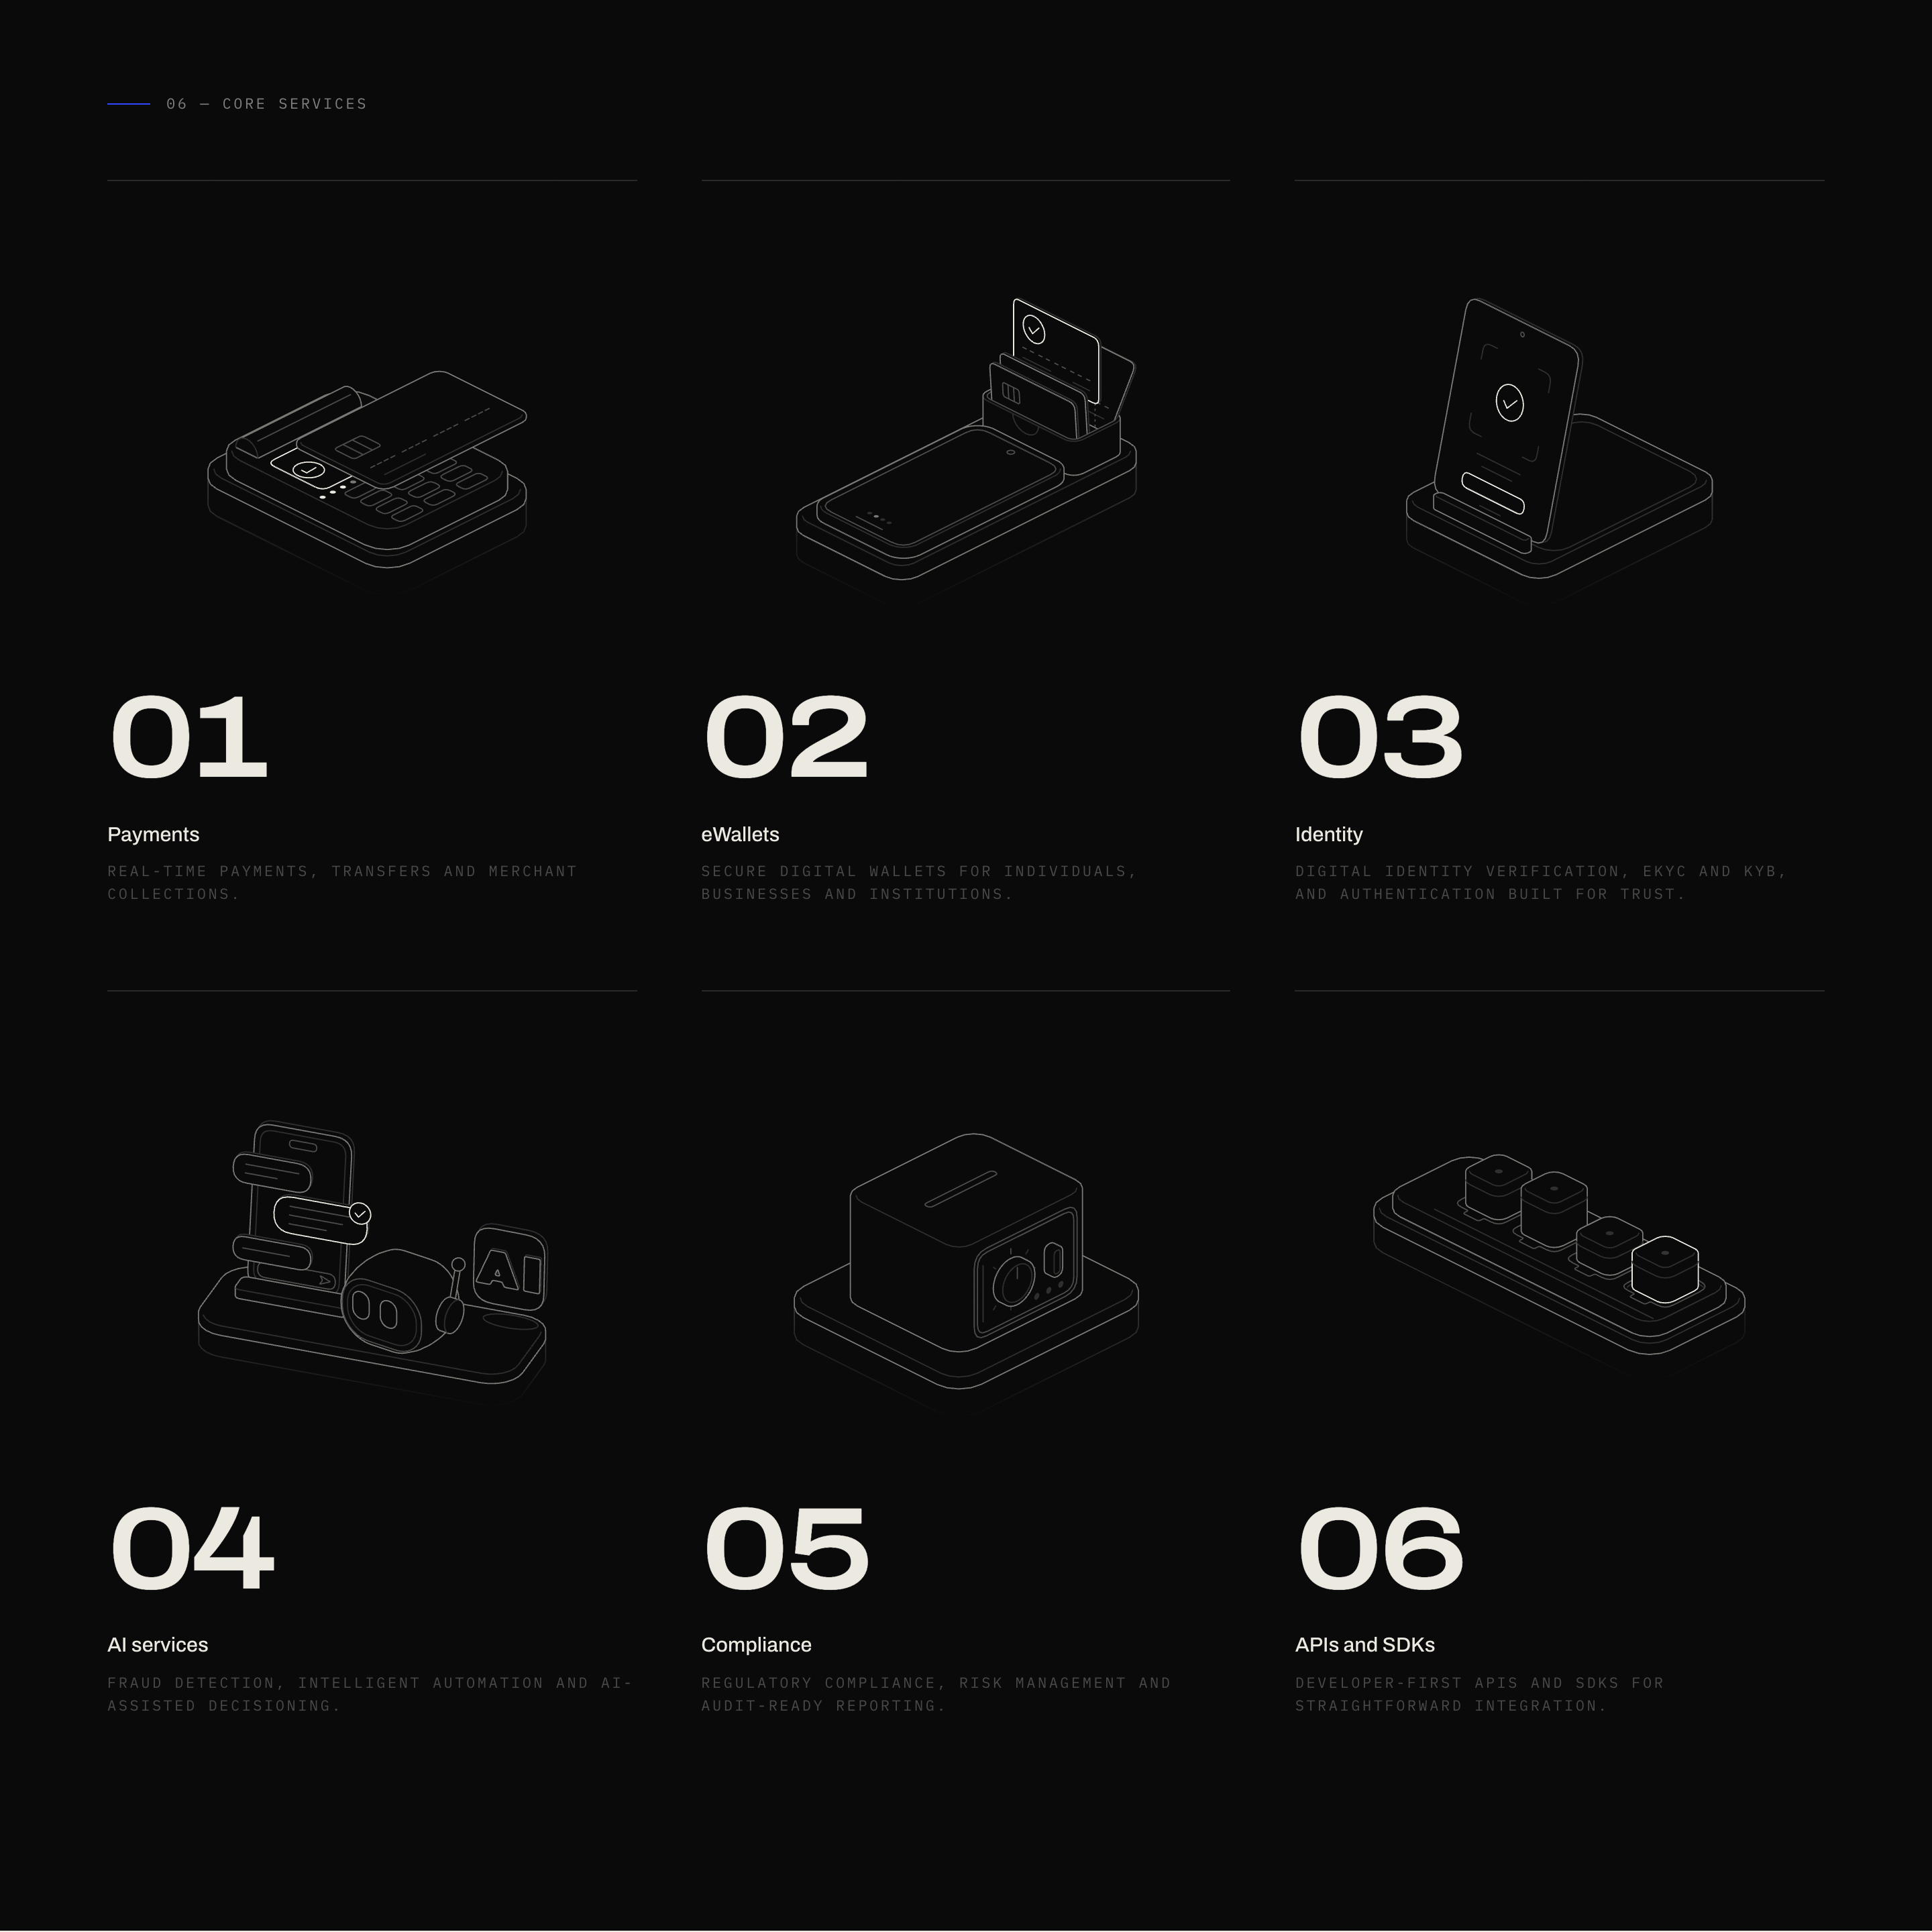 06 — CORE SERVICES
01
Payments
REAL-TIME PAYMENTS, TRANSFERS AND MERCHANT
COLLECTIONS.
02
eWallets
SECURE DIGITAL WALLETS FOR INDIVIDUALS,
BUSINESSES AND INSTITUTIONS.
03
Identity
DIGITAL IDENTITY VERIFICATION, EKYC AND KYB,
AND AUTHENTICATION BUILT FOR TRUST.
AI
04
AI services
FRAUD DETECTION, INTELLIGENT AUTOMATION AND AI-
ASSISTED DECISIONING.
05
Compliance
REGULATORY COMPLIANCE, RISK MANAGEMENT AND
AUDIT-READY REPORTING.
06
APIs and SDKs
DEVELOPER-FIRST APIS AND SDKS FOR
STRAIGHTFORWARD INTEGRATION.